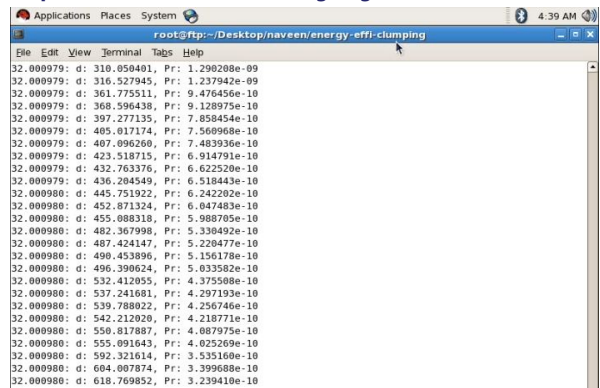 Applications Places System 4:39 AM
root@ftp:~/Desktop/naveen/energy-effi-clumping
File Edit View Terminal Tabs Help
32.000979: d: 310.050401, Pr: 1.290208e-09
32.000979: d: 316.527945, Pr: 1.237942e-09
32.000979: d: 361.775511, Pr: 9.476456e-10
32.000979: d: 368.596438, Pr: 9.128975e-10
32.000979: d: 397.277135, Pr: 7.858454e-10
32.000979: d: 405.017174, Pr: 7.560968e-10
32.000979: d: 407.096260, Pr: 7.483936e-10
32.000979: d: 423.518715, Pr: 6.914791e-10
32.000979: d: 432.763376, Pr: 6.622520e-10
32.000979: d: 436.204549, Pr: 6.518443e-10
32.000980: d: 445.751922, Pr: 6.242202e-10
32.000980: d: 452.871324, Pr: 6.047483e-10
32.000980: d: 455.088318, Pr: 5.988705e-10
32.000980: d: 482.367998, Pr: 5.330492e-10
32.000980: d: 487.424147, Pr: 5.220477e-10
32.000980: d: 490.453896, Pr: 5.156178e-10
32.000980: d: 496.390624, Pr: 5.033582e-10
32.000980: d: 532.412055, Pr: 4.375508e-10
32.000980: d: 537.241681, Pr: 4.297193e-10
32.000980: d: 539.788022, Pr: 4.256746e-10
32.000980: d: 542.212020, Pr: 4.218771e-10
32.000980: d: 550.817887, Pr: 4.087975e-10
32.000980: d: 555.091643, Pr: 4.025269e-10
32.000980: d: 592.321614, Pr: 3.535160e-10
32.000980: d: 604.007874, Pr: 3.399688e-10
32.000980: d: 618.769852, Pr: 3.239410e-10